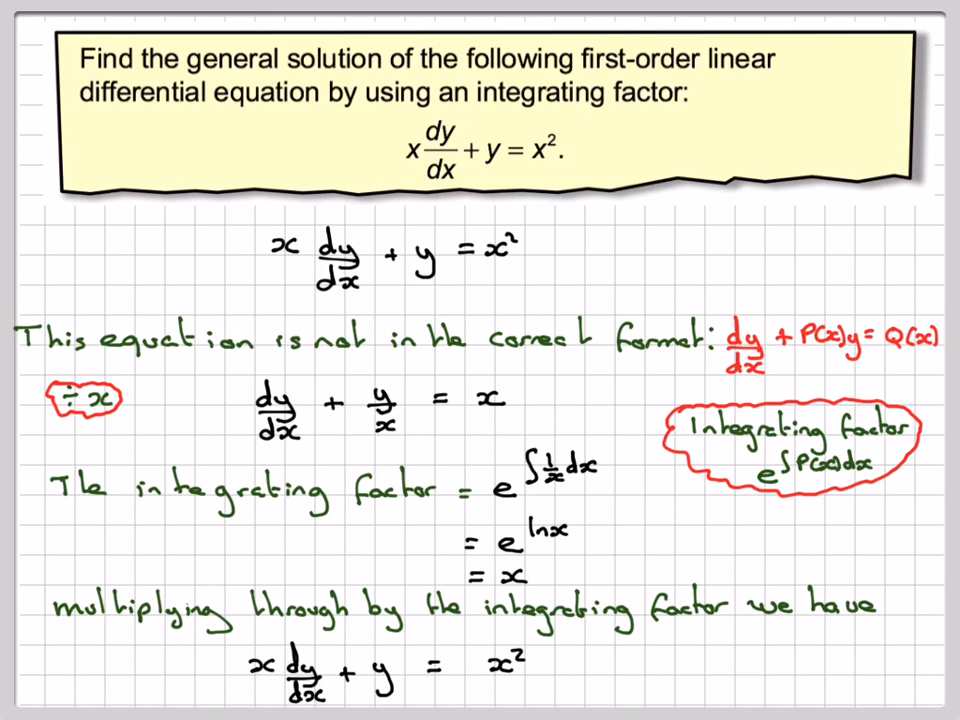 Find the general solution of the following first-order linear
differential equation by using an integrating factor:
x dy/dx + y = x².
x dy/dx + y = x²
This equation is not in the correct format: dy/dx + P(x)y = Q(x)
÷ x
dy/dx + y/x = x
Integrating factor
e^∫P(x)dx
The integrating factor = e^∫1/x dx
= e^lnx
= x
multiplying through by the integrating factor we have
x dy/dx + y = x²